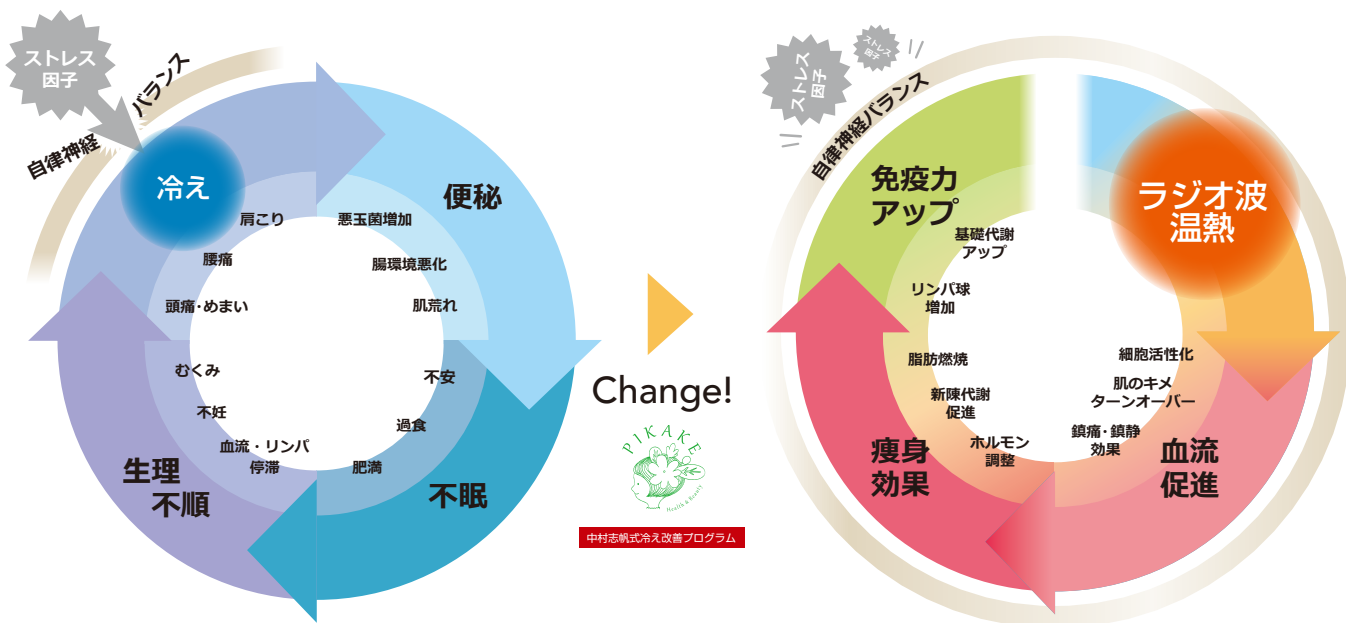 ストレス
因子
自律神経
バランス
冷え
便秘
肩こり
腰痛
頭痛・めまい
悪玉菌増加
腸環境悪化
肌荒れ
むくみ
不妊
血流・リンパ
停滞
不安
過食
肥満
生理
不順
不眠
Change!
PIKAKE
Health & Beauty
中村志帆式冷え改善プログラム
ストレス
因子
ストレス
因子
自律神経バランス
免疫力
アップ
ラジオ波
温熱
基礎代謝
アップ
リンパ球
増加
脂肪燃焼
新陳代謝
促進
ホルモン
調整
細胞活性化
肌のキメ
ターンオーバー
鎮痛・鎮静
効果
痩身
効果
血流
促進